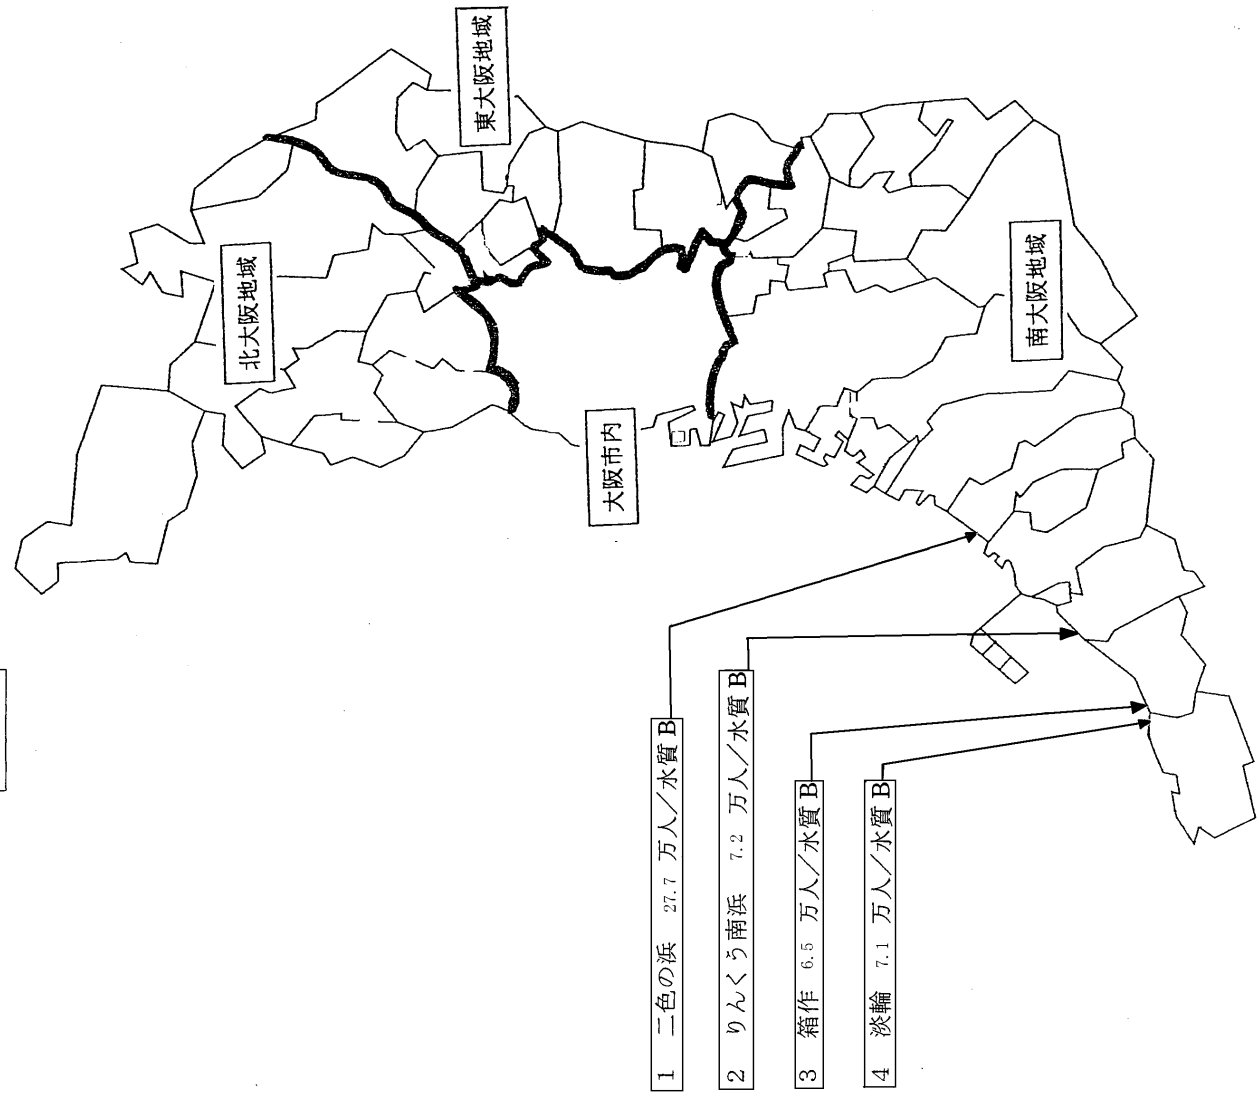 東大阪地域
北大阪地域
南大阪地域
大阪市内
1 二色の浜 27.7 万人／水質 B
2 りんくう南浜 7.2 万人／水質 B
3 箱作 6.5 万人／水質 B
4 淡輪 7.1 万人／水質 B